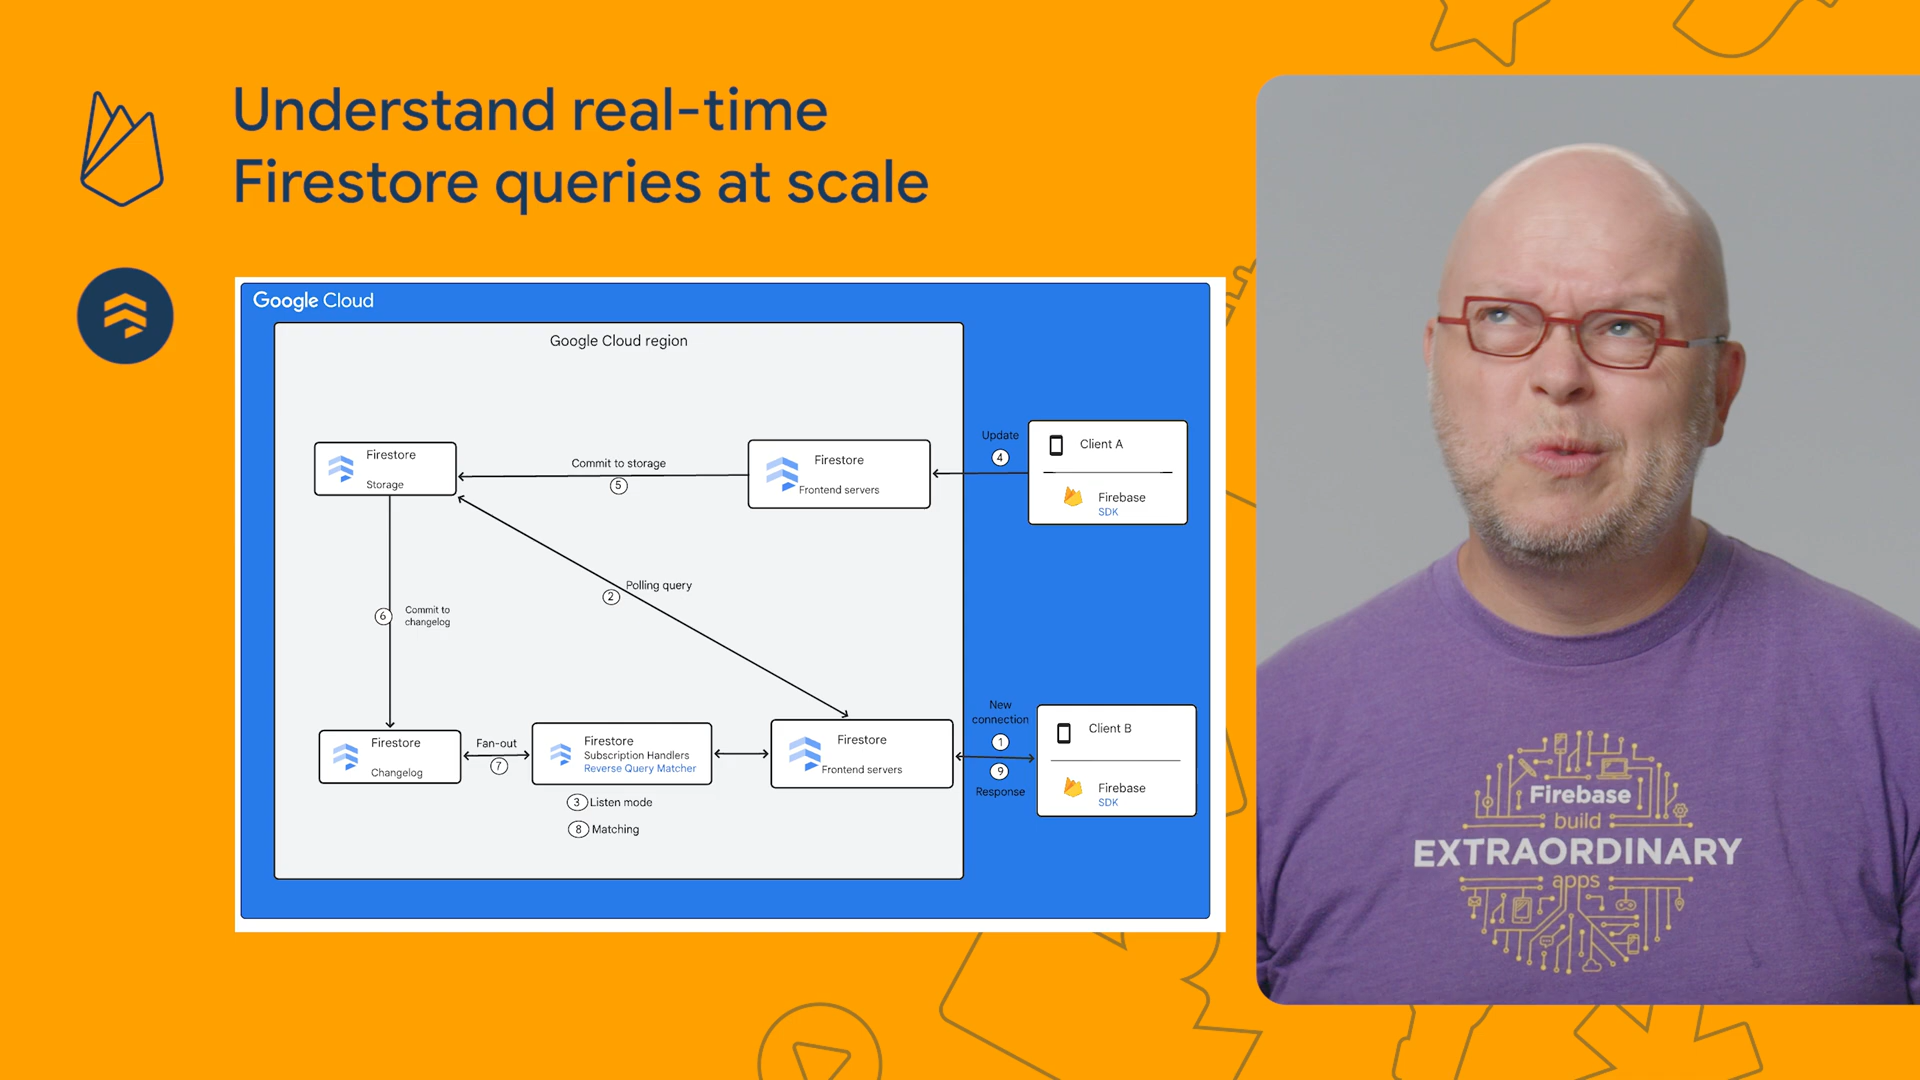 Understand real-time
Firestore queries at scale
Google Cloud
Google Cloud region
Firestore
Storage
Commit to storage
5
Firestore
Frontend servers
Update
4
Client A
Firebase
SDK
Polling query
2
6
Commit to
changelog
Firestore
Changelog
Fan-out
7
Firestore
Subscription Handlers
Reverse Query Matcher
3 Listen mode
8 Matching
Firestore
Frontend servers
New
connection
1
9
Response
Client B
Firebase
SDK
Firebase
build
EXTRAORDINARY
apps